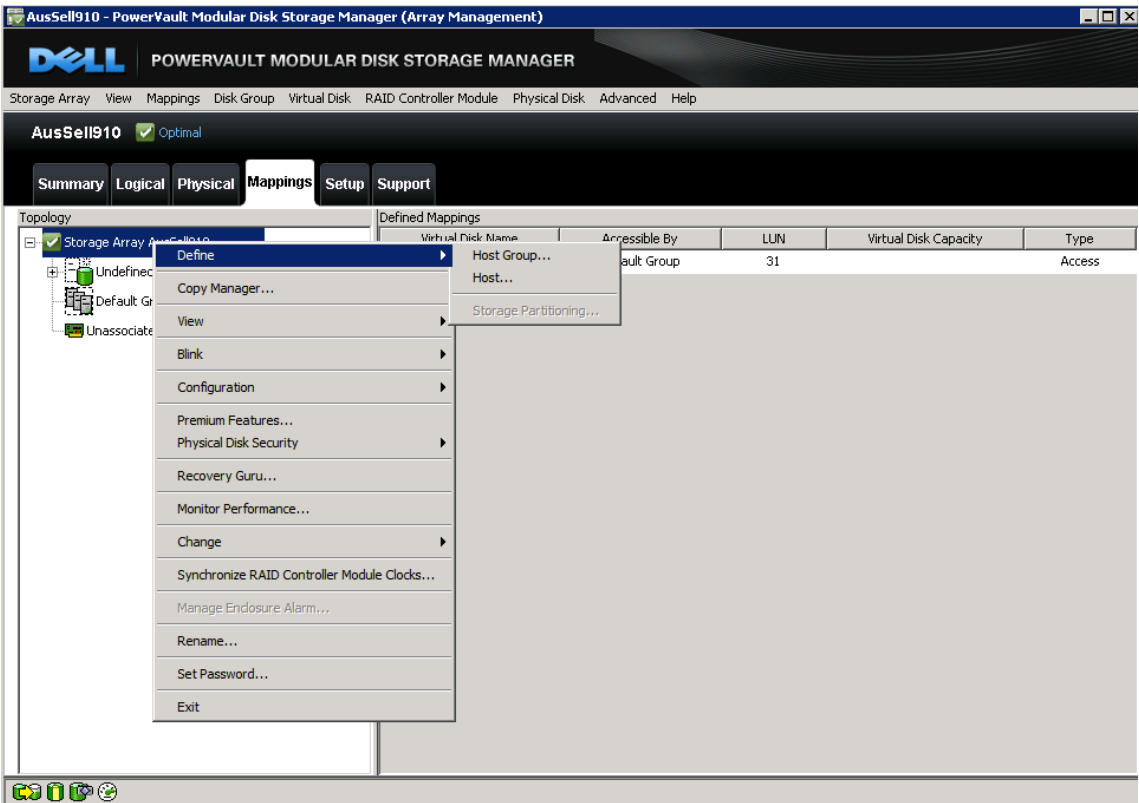 AusSell910 - PowerVault Modular Disk Storage Manager (Array Management)
DELL POWERVAULT MODULAR DISK STORAGE MANAGER
Storage Array View Mappings Disk Group Virtual Disk RAID Controller Module Physical Disk Advanced Help
AusSell910 Optimal
Summary Logical Physical Mappings Setup Support
Topology
Storage Array
Undefined
Default
Unassociate
Defined Mappings
Virtual Disk Name Accessible By LUN Virtual Disk Capacity Type
Group 31 Access
Define
Copy Manager...
View
Blink
Configuration
Premium Features...
Physical Disk Security
Recovery Guru...
Monitor Performance...
Change
Synchronize RAID Controller Module Clocks...
Manage Enclosure Alarm...
Rename...
Set Password...
Exit
Host Group...
Host...
Storage Partitioning...